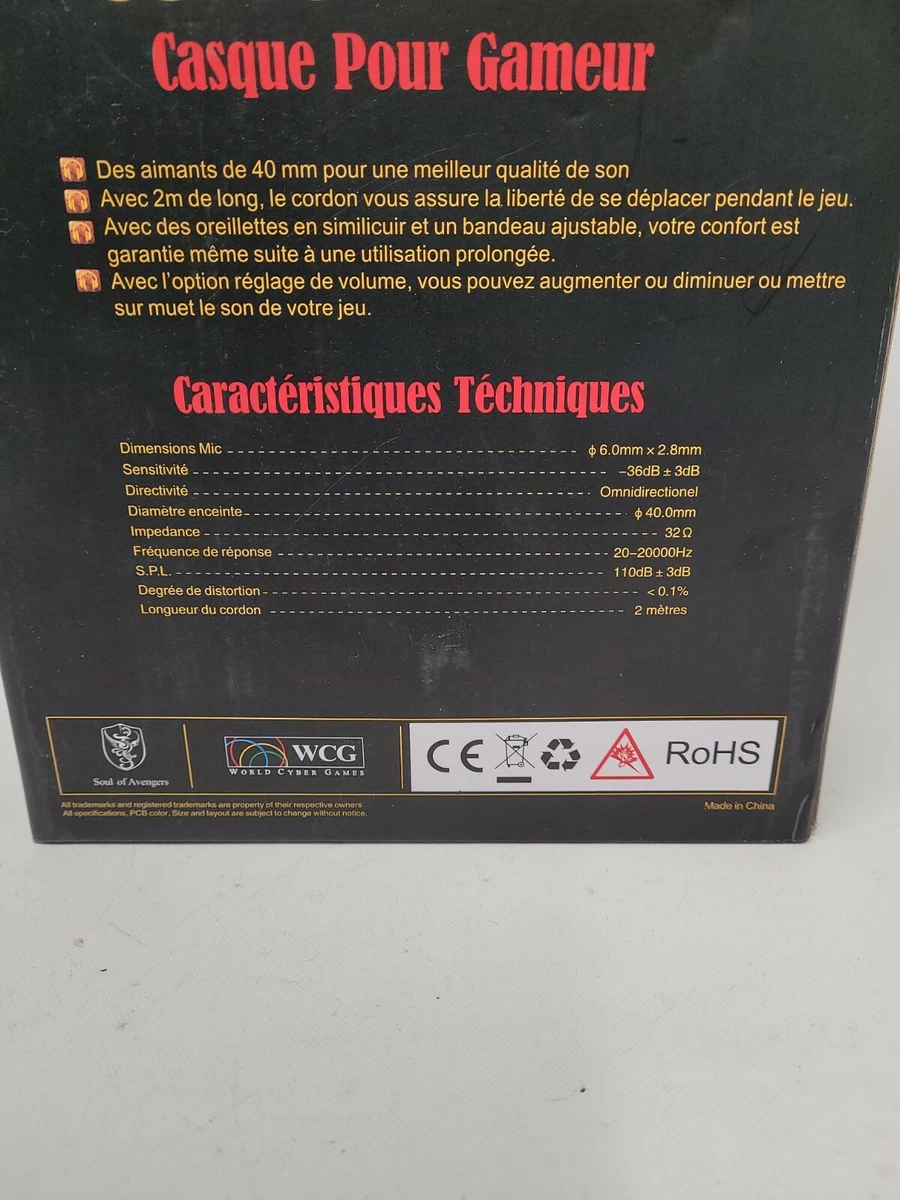 Casque Pour Gameur
Des aimants de 40 mm pour une meilleur qualité de son
Avec 2m de long, le cordon vous assure la liberté de se déplacer pendant le jeu.
Avec des oreillettes en similicuir et un bandeau ajustable, votre confort est
garantie même suite à une utilisation prolongée.
Avec l'option réglage de volume, vous pouvez augmenter ou diminuer ou mettre
sur muet le son de votre jeu.
Caractéristiques Téchniques
Dimensions Mic ------ ϕ 6.0mm × 2.8mm
Sensitivité ------ –36dB ± 3dB
Directivité ------ Omnidirectionel
Diamètre enceinte ------ ϕ 40.0mm
Impedance ------ 32 Ω
Fréquence de réponse ------ 20–20000Hz
S.P.L. ------ 110dB ± 3dB
Degrée de distortion ------ < 0.1%
Longueur du cordon ------ 2 mètres
Soul of Avengers
WCG
WORLD CYBER GAMES
CE
RoHS
All trademarks and registered trademarks are property of their respective owners
All specifications, PCB color, Size and layout are subject to change without notice.
Made in China